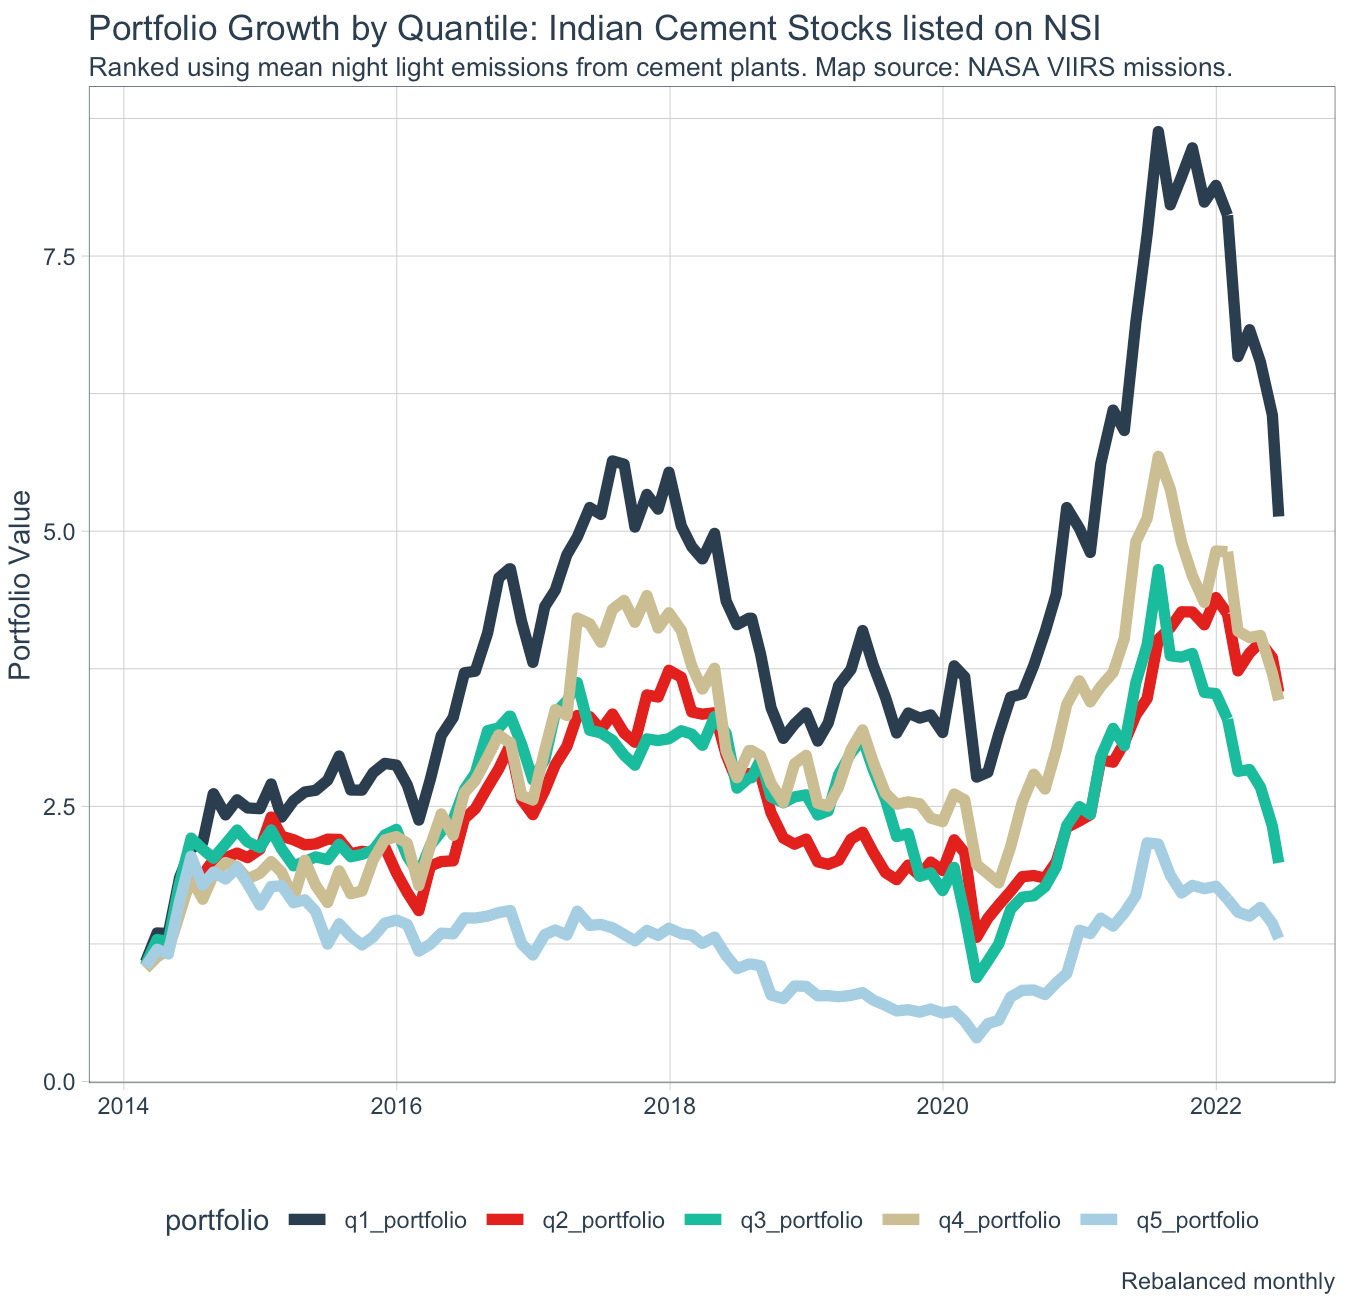 Portfolio Growth by Quantile: Indian Cement Stocks listed on NSI
Ranked using mean night light emissions from cement plants. Map source: NASA VIIRS missions.
Portfolio Value
7.5
5.0
2.5
0.0
2014 2016 2018 2020 2022
portfolio q1_portfolio q2_portfolio q3_portfolio q4_portfolio q5_portfolio
Rebalanced monthly